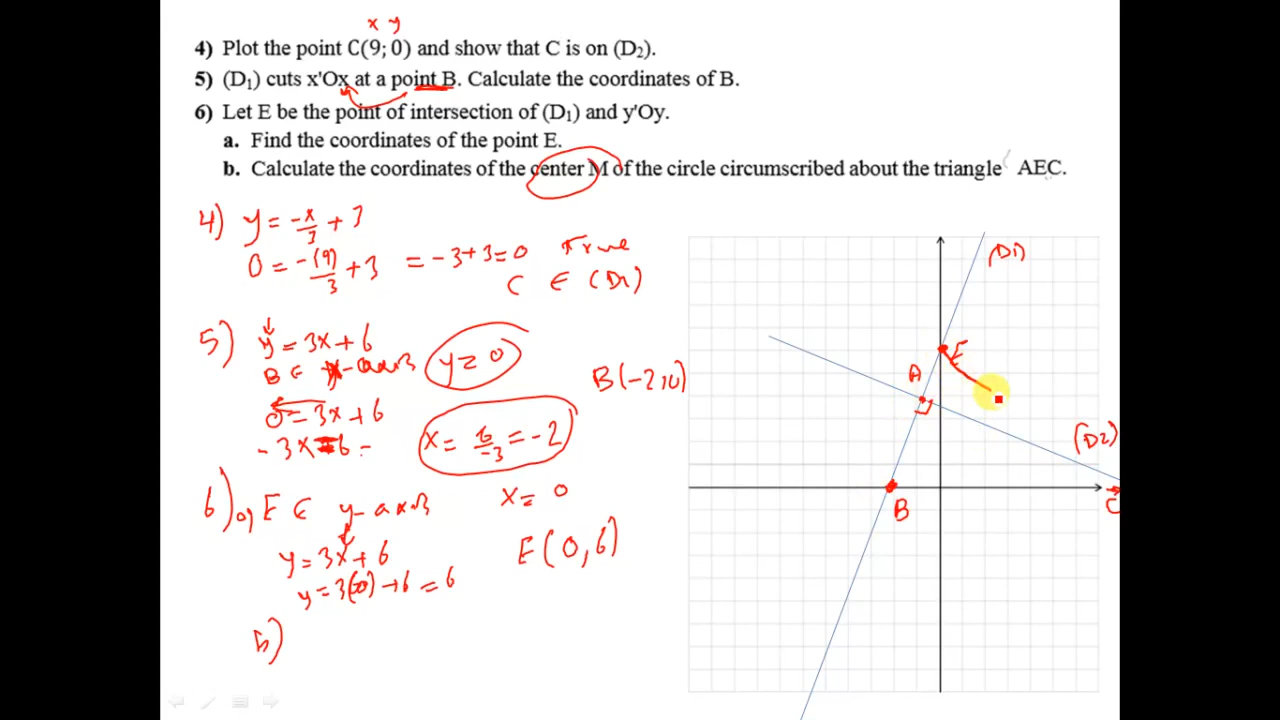 x y
4) Plot the point C(9; 0) and show that C is on (D₂).
5) (D₁) cuts x'Ox at a point B. Calculate the coordinates of B.
6) Let E be the point of intersection of (D₁) and y'Oy.
a. Find the coordinates of the point E.
b. Calculate the coordinates of the center M of the circle circumscribed about the triangle AEC.
4) y = -x/3 + 3
0 = -(9)/3 + 3 = -3+3=0 True
C ∈ (D2)
5) y = 3x + 6
B ∈ x-axis y = 0
0 = 3x + 6
-3x = 6
x = 6/-3 = -2
B(-2,0)
6) a) E ∈ y-axis x = 0
y = 3x + 6
y = 3(0) + 6 = 6
E(0,6)
b)
(D1)
E
A
(D2)
B
C